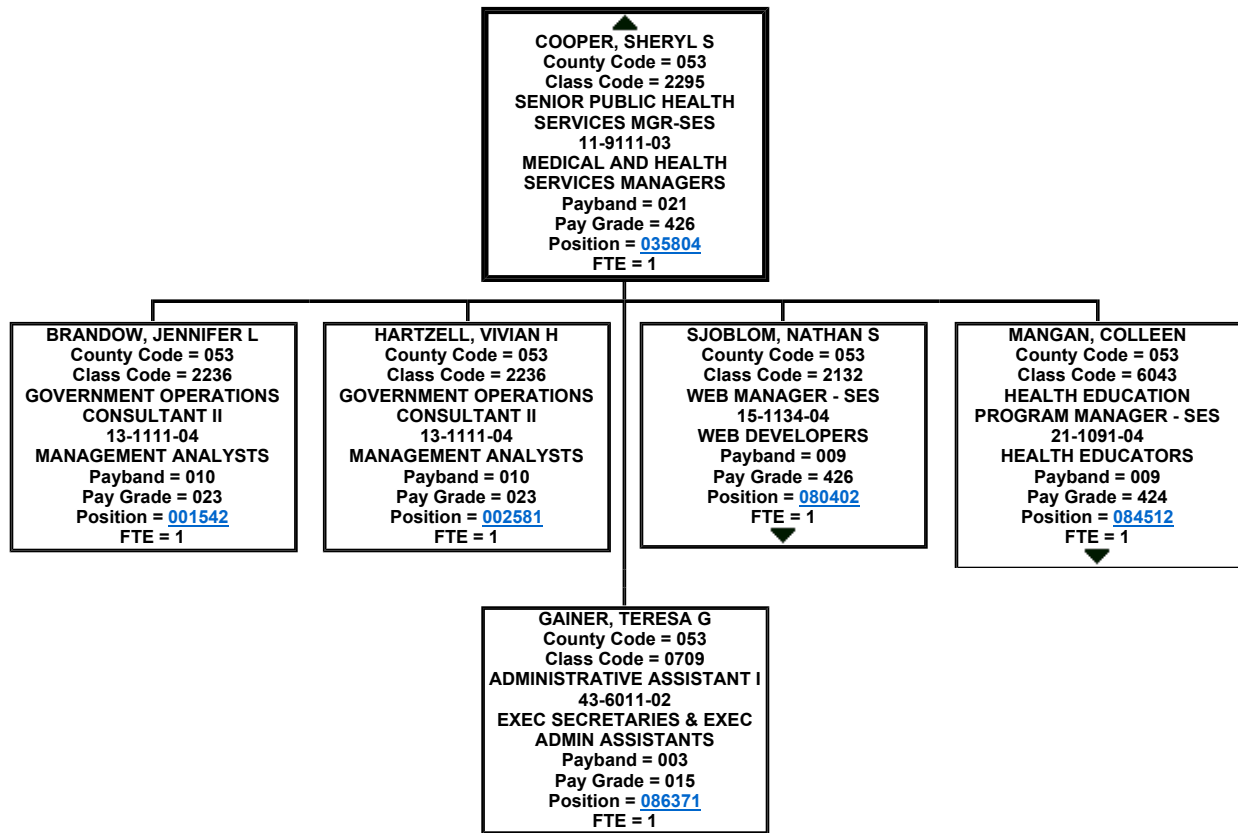 COOPER, SHERYL S
County Code = 053
Class Code = 2295
SENIOR PUBLIC HEALTH
SERVICES MGR-SES
11-9111-03
MEDICAL AND HEALTH
SERVICES MANAGERS
Payband = 021
Pay Grade = 426
Position = 035804
FTE = 1
BRANDOW, JENNIFER L
County Code = 053
Class Code = 2236
GOVERNMENT OPERATIONS
CONSULTANT II
13-1111-04
MANAGEMENT ANALYSTS
Payband = 010
Pay Grade = 023
Position = 001542
FTE = 1
HARTZELL, VIVIAN H
County Code = 053
Class Code = 2236
GOVERNMENT OPERATIONS
CONSULTANT II
13-1111-04
MANAGEMENT ANALYSTS
Payband = 010
Pay Grade = 023
Position = 002581
FTE = 1
SJOBLOM, NATHAN S
County Code = 053
Class Code = 2132
WEB MANAGER - SES
15-1134-04
WEB DEVELOPERS
Payband = 009
Pay Grade = 426
Position = 080402
FTE = 1
MANGAN, COLLEEN
County Code = 053
Class Code = 6043
HEALTH EDUCATION
PROGRAM MANAGER - SES
21-1091-04
HEALTH EDUCATORS
Payband = 009
Pay Grade = 424
Position = 084512
FTE = 1
GAINER, TERESA G
County Code = 053
Class Code = 0709
ADMINISTRATIVE ASSISTANT I
43-6011-02
EXEC SECRETARIES & EXEC
ADMIN ASSISTANTS
Payband = 003
Pay Grade = 015
Position = 086371
FTE = 1